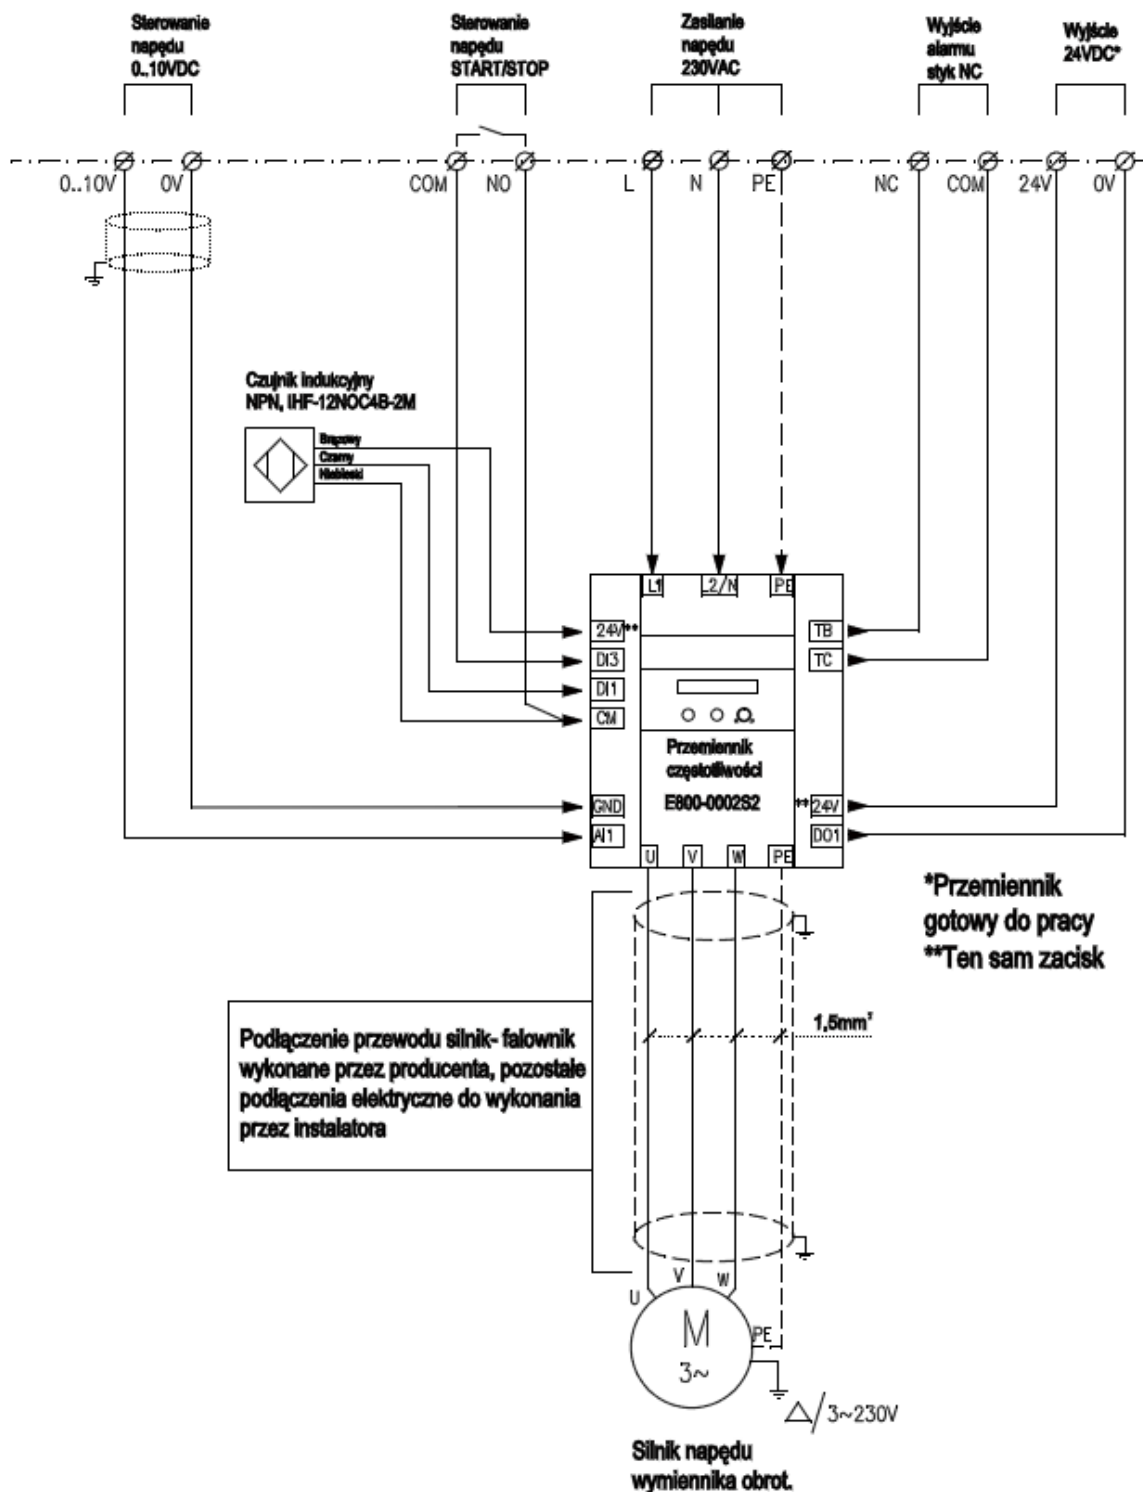 Sterowanie
napędu
0..10VDC
Sterowanie
napędu
START/STOP
Zasilanie
napędu
230VAC
Wyjście
alarmu
styk NC
Wyjście
24VDC*
0..10V
0V
COM
NO
L
N
PE
NC
COM
24V
0V
Czujnik indukcyjny
NPN, IHF-12NOC4B-2M
Brązowy
Czarny
Niebieski
L1
L2/N
PE
24V**
DI3
DI1
CM
GND
AI1
TB
TC
**24V
DO1
Przemiennik
częstotliwości
E800-0002S2
U
V
W
PE
*Przemiennik
gotowy do pracy
**Ten sam zacisk
1,5mm²
Podłączenie przewodu silnik- falownik
wykonane przez producenta, pozostałe
podłączenia elektryczne do wykonania
przez instalatora
U
V
W
M
3~
PE
△/3~230V
Silnik napędu
wymiennika obrot.